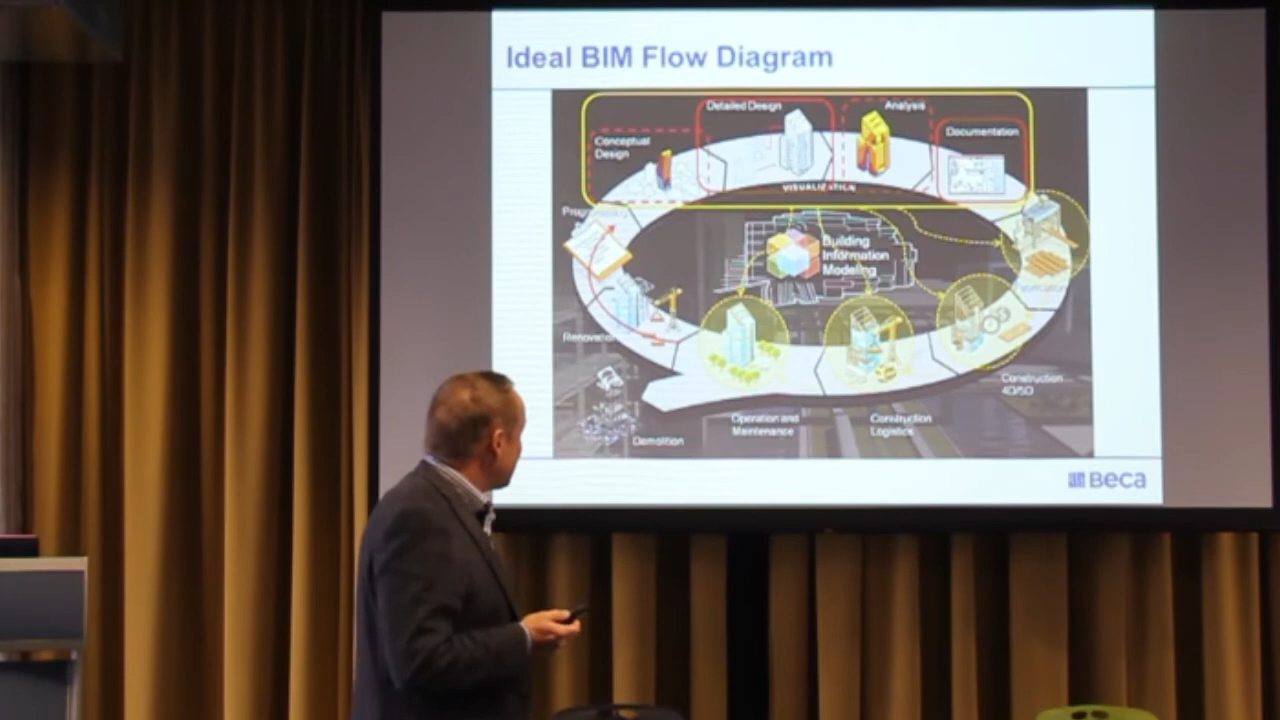 Ideal BIM Flow Diagram
Detailed Design
Analysis
Conceptual
Design
Documentation
VISUALIZATION
Building
Information
Modeling
Renovation
Construction
4D/5D
Operation and
Maintenance
Construction
Logistics
Demolition
Beca